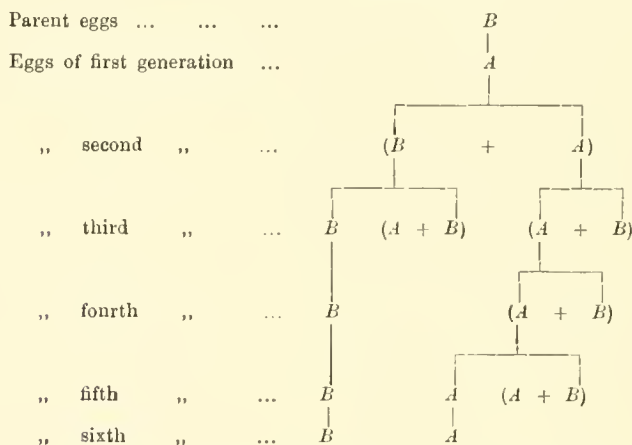 Parent eggs ... ... ... B
Eggs of first generation ... A
„ second „ ... (B + A)
„ third „ ... B (A + B) (A + B)
„ fonrth „ ... B (A + B)
„ fifth „ ... B A (A + B)
„ sixth „ ... B A